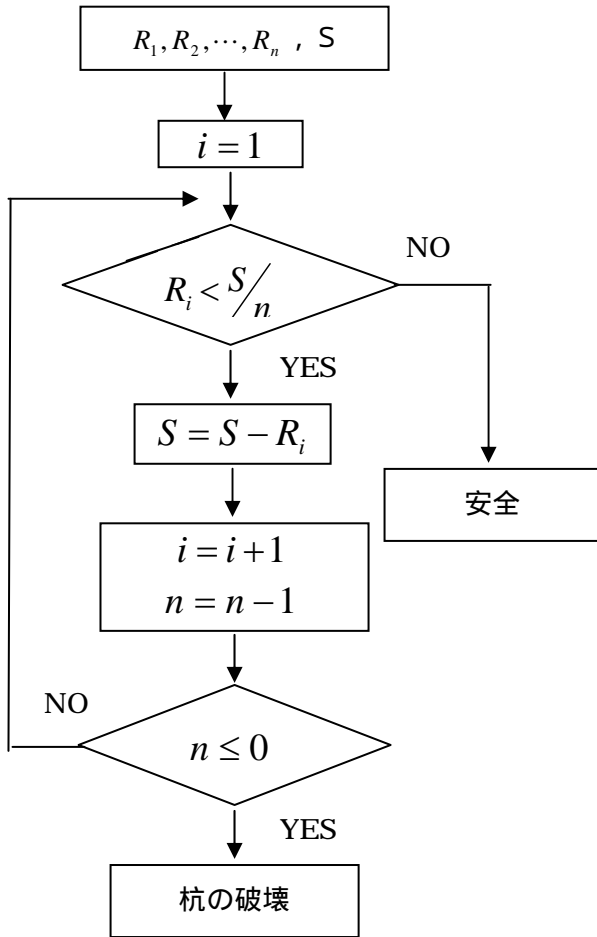 R₁, R₂, ⋯, Rₙ , S
i = 1
Rᵢ < S/n
NO
YES
S = S − Rᵢ
安全
i = i + 1
n = n − 1
NO
n ≤ 0
YES
杭の破壊